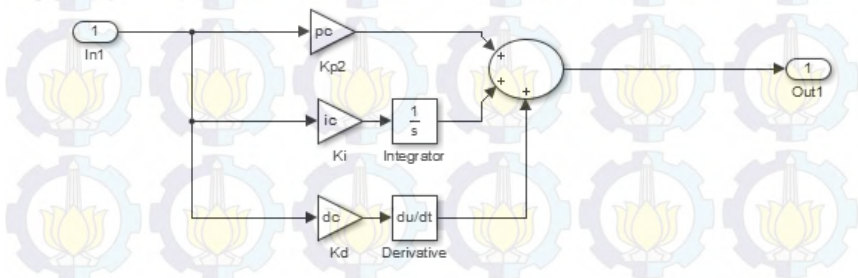 1
In1
pc
Kp2
+
+
+
1
Out1
ic
Ki
1
s
Integrator
dc
Kd
du/dt
Derivative